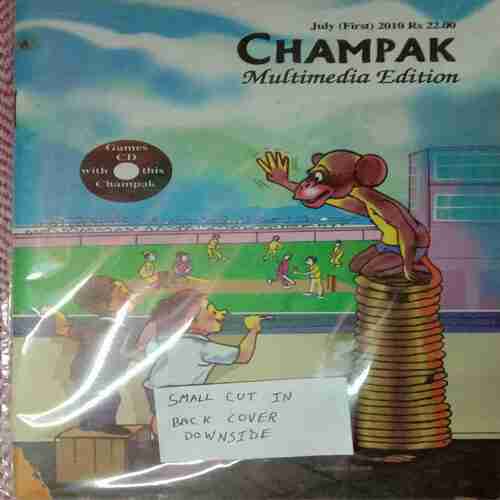 July (First) 2010 Rs 22.00
CHAMPAK
Multimedia Edition
Games
CD
with this
Champak
SMALL CUT IN
BACK COVER
DOWNSIDE